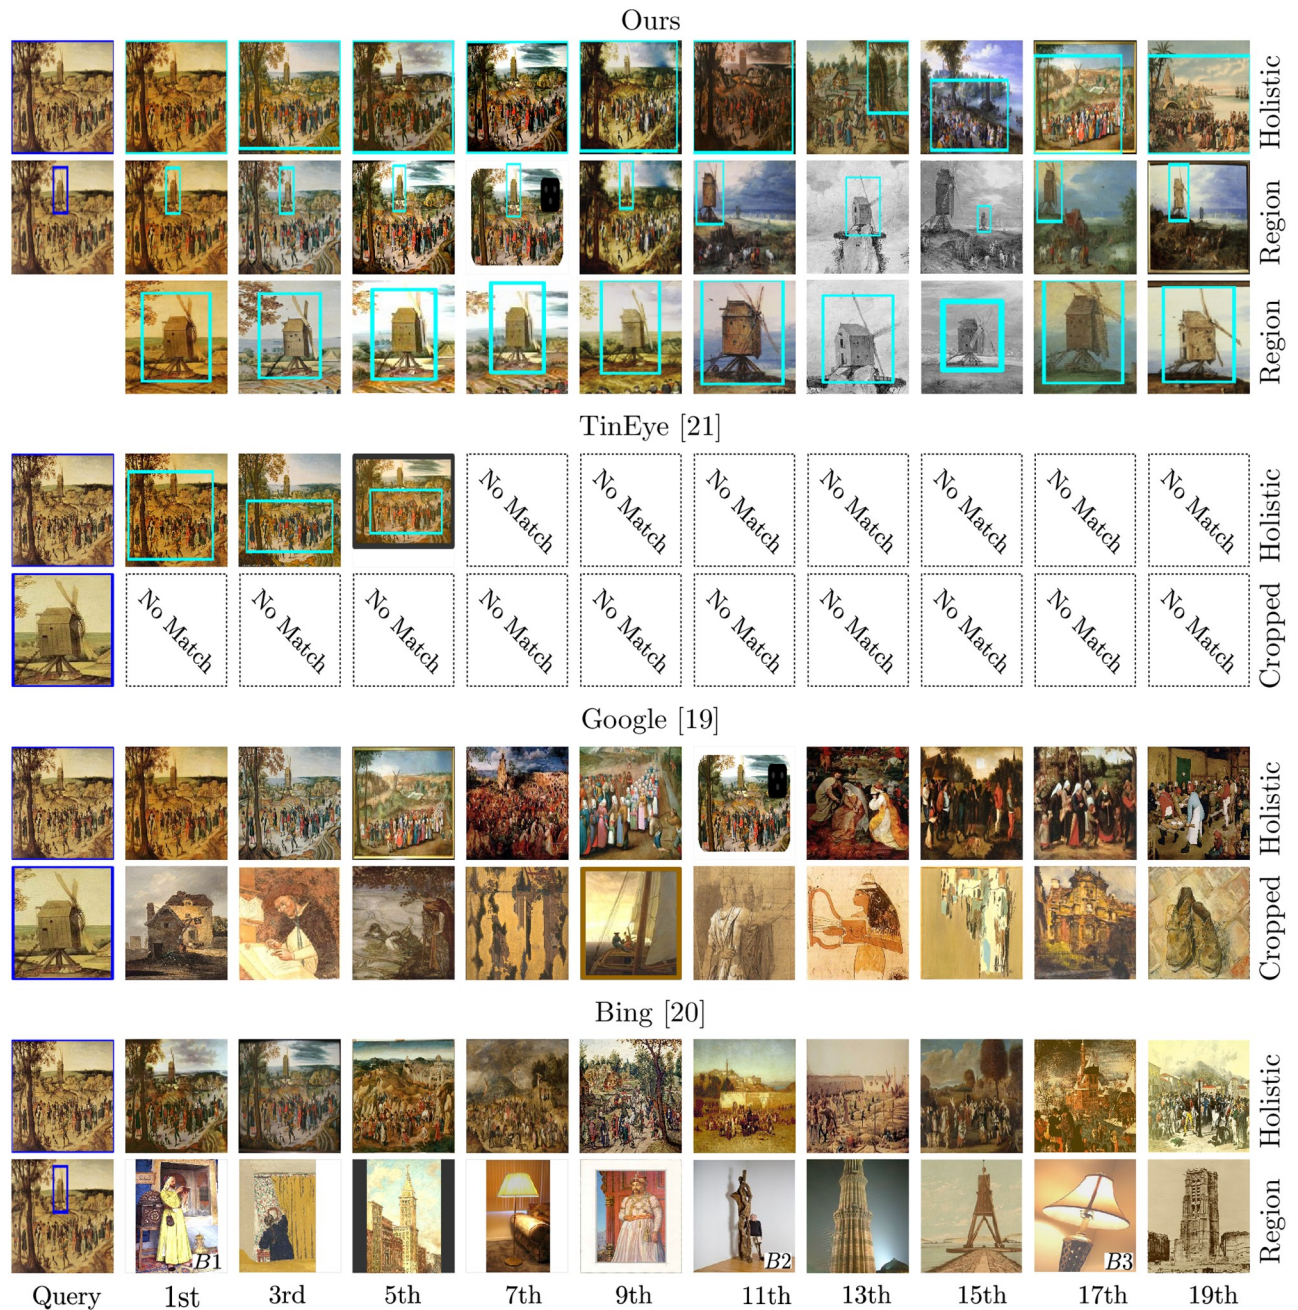 Ours
Holistic
Region
Region
TinEye [21]
No Match No Match No Match No Match No Match No Match No Match
Holistic
No Match No Match No Match No Match No Match No Match No Match No Match No Match No Match
Cropped
Google [19]
Holistic
Cropped
Bing [20]
Holistic
B1 B2 B3
Region
Query 1st 3rd 5th 7th 9th 11th 13th 15th 17th 19th